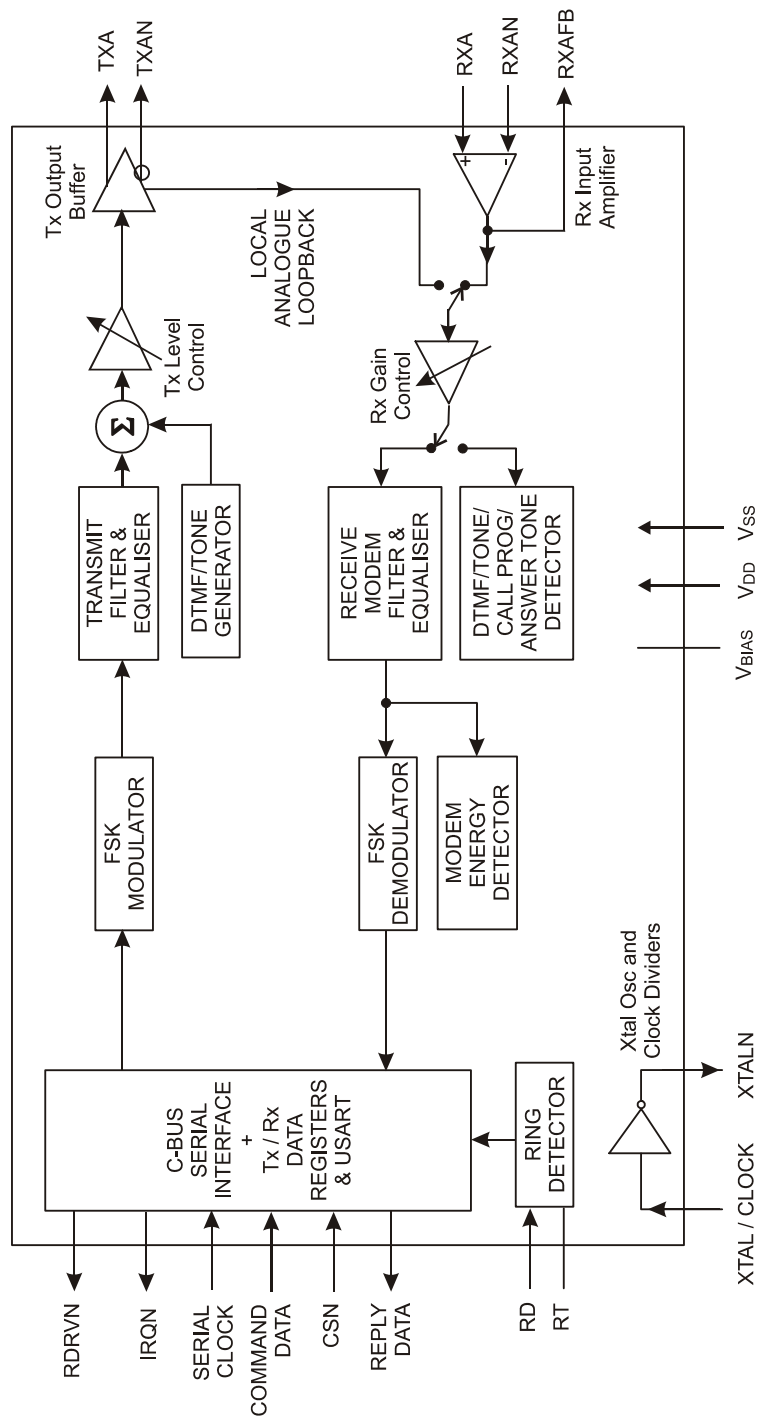 RDRVN
IRQN
SERIAL
CLOCK
COMMAND
DATA
CSN
REPLY
DATA
RD
RT
C-BUS
SERIAL
INTERFACE
+
Tx / Rx
DATA
REGISTERS
& USART
RING
DETECTOR
FSK
MODULATOR
FSK
DEMODULATOR
MODEM
ENERGY
DETECTOR
TRANSMIT
FILTER &
EQUALISER
DTMF/TONE
GENERATOR
RECEIVE
MODEM
FILTER &
EQUALISER
DTMF/TONE/
CALL PROG/
ANSWER TONE
DETECTOR
Σ
Tx Level
Control
Rx Gain
Control
Tx Output
Buffer
LOCAL
ANALOGUE
LOOPBACK
+
-
Rx Input
Amplifier
TXA
TXAN
RXA
RXAN
RXAFB
Xtal Osc and
Clock Dividers
XTAL / CLOCK
XTALN
VBIAS
VDD
VSS